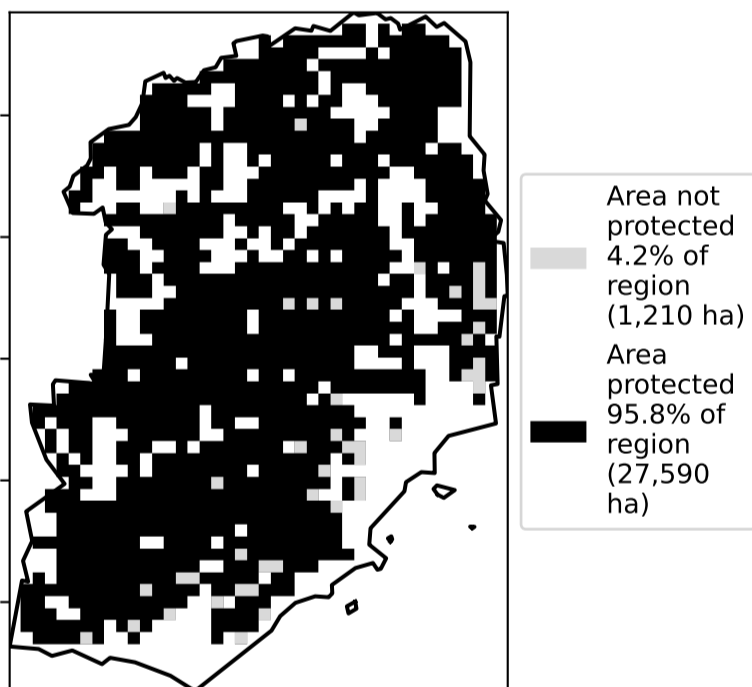 Area not
protected
4.2% of
region
(1,210 ha)
Area
protected
95.8% of
region
(27,590
ha)